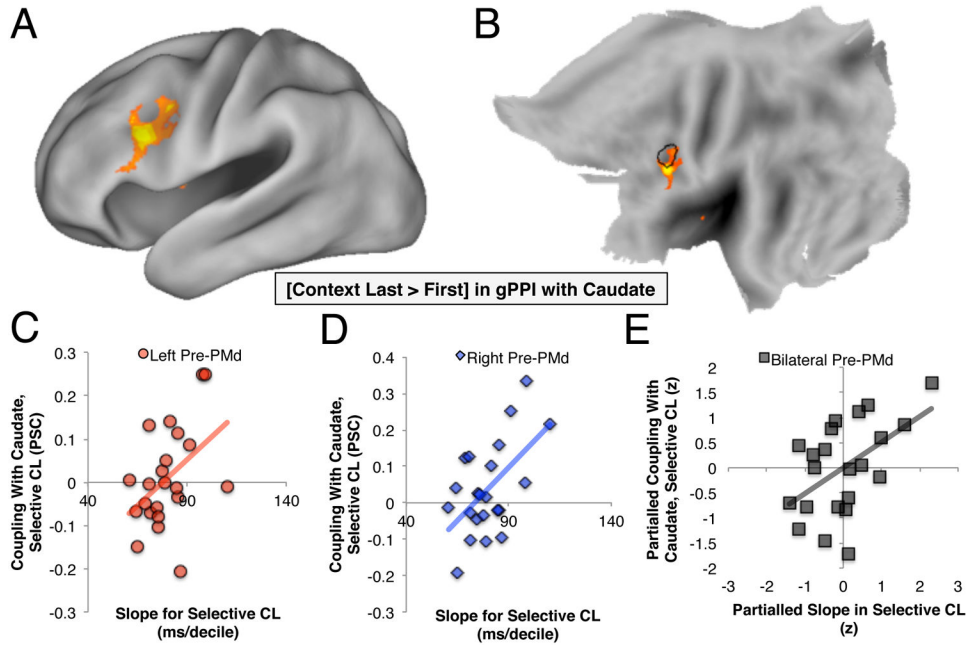 A
B
[Context Last > First] in gPPI with Caudate
C
Left Pre-PMd
Coupling With Caudate,
Selective CL (PSC)
0.3
0.2
0.1
0
-0.1
-0.2
-0.3
40
90
140
Slope for Selective CL
(ms/decile)
D
Right Pre-PMd
Coupling With Caudate,
Selective CL (PSC)
0.4
0.3
0.2
0.1
0
-0.1
-0.2
-0.3
40
90
140
Slope for Selective CL
(ms/decile)
E
Bilateral Pre-PMd
Partialled Coupling With
Caudate, Selective CL (z)
2
1.5
1
0.5
0
-0.5
-1
-1.5
-2
-3
-2
-1
0
1
2
3
Partialled Slope in Selective CL
(z)